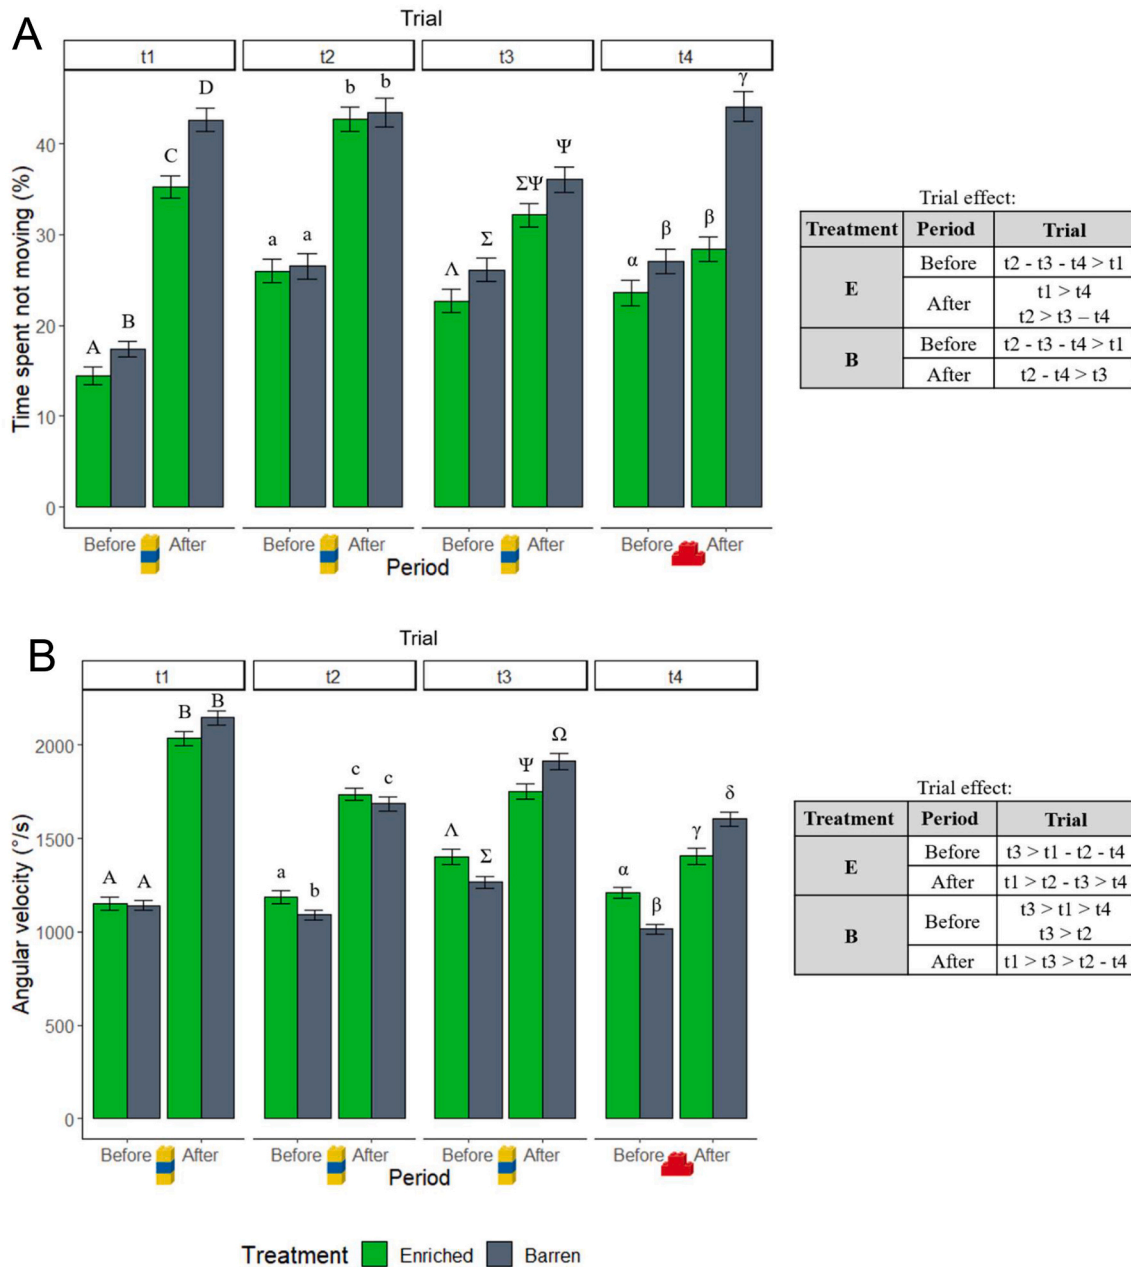 A
Trial
t1 t2 t3 t4
Time spent not moving (%)
40
30
20
10
0
A B C D
a a b b
Λ Σ ΣΨ Ψ
α β β γ
Before After Before After Before After Before After
Period
Trial effect:
Treatment Period Trial
E Before t2 - t3 - t4 > t1
After t1 > t4
t2 > t3 – t4
B Before t2 - t3 - t4 > t1
After t2 - t4 > t3
B
Trial
t1 t2 t3 t4
Angular velocity (°/s)
2000
1500
1000
500
0
A A B B
a b c c
Λ Σ Ψ Ω
α β γ δ
Before After Before After Before After Before After
Period
Trial effect:
Treatment Period Trial
E Before t3 > t1 - t2 - t4
After t1 > t2 - t3 > t4
B Before t3 > t1 > t4
t3 > t2
After t1 > t3 > t2 - t4
Treatment Enriched Barren